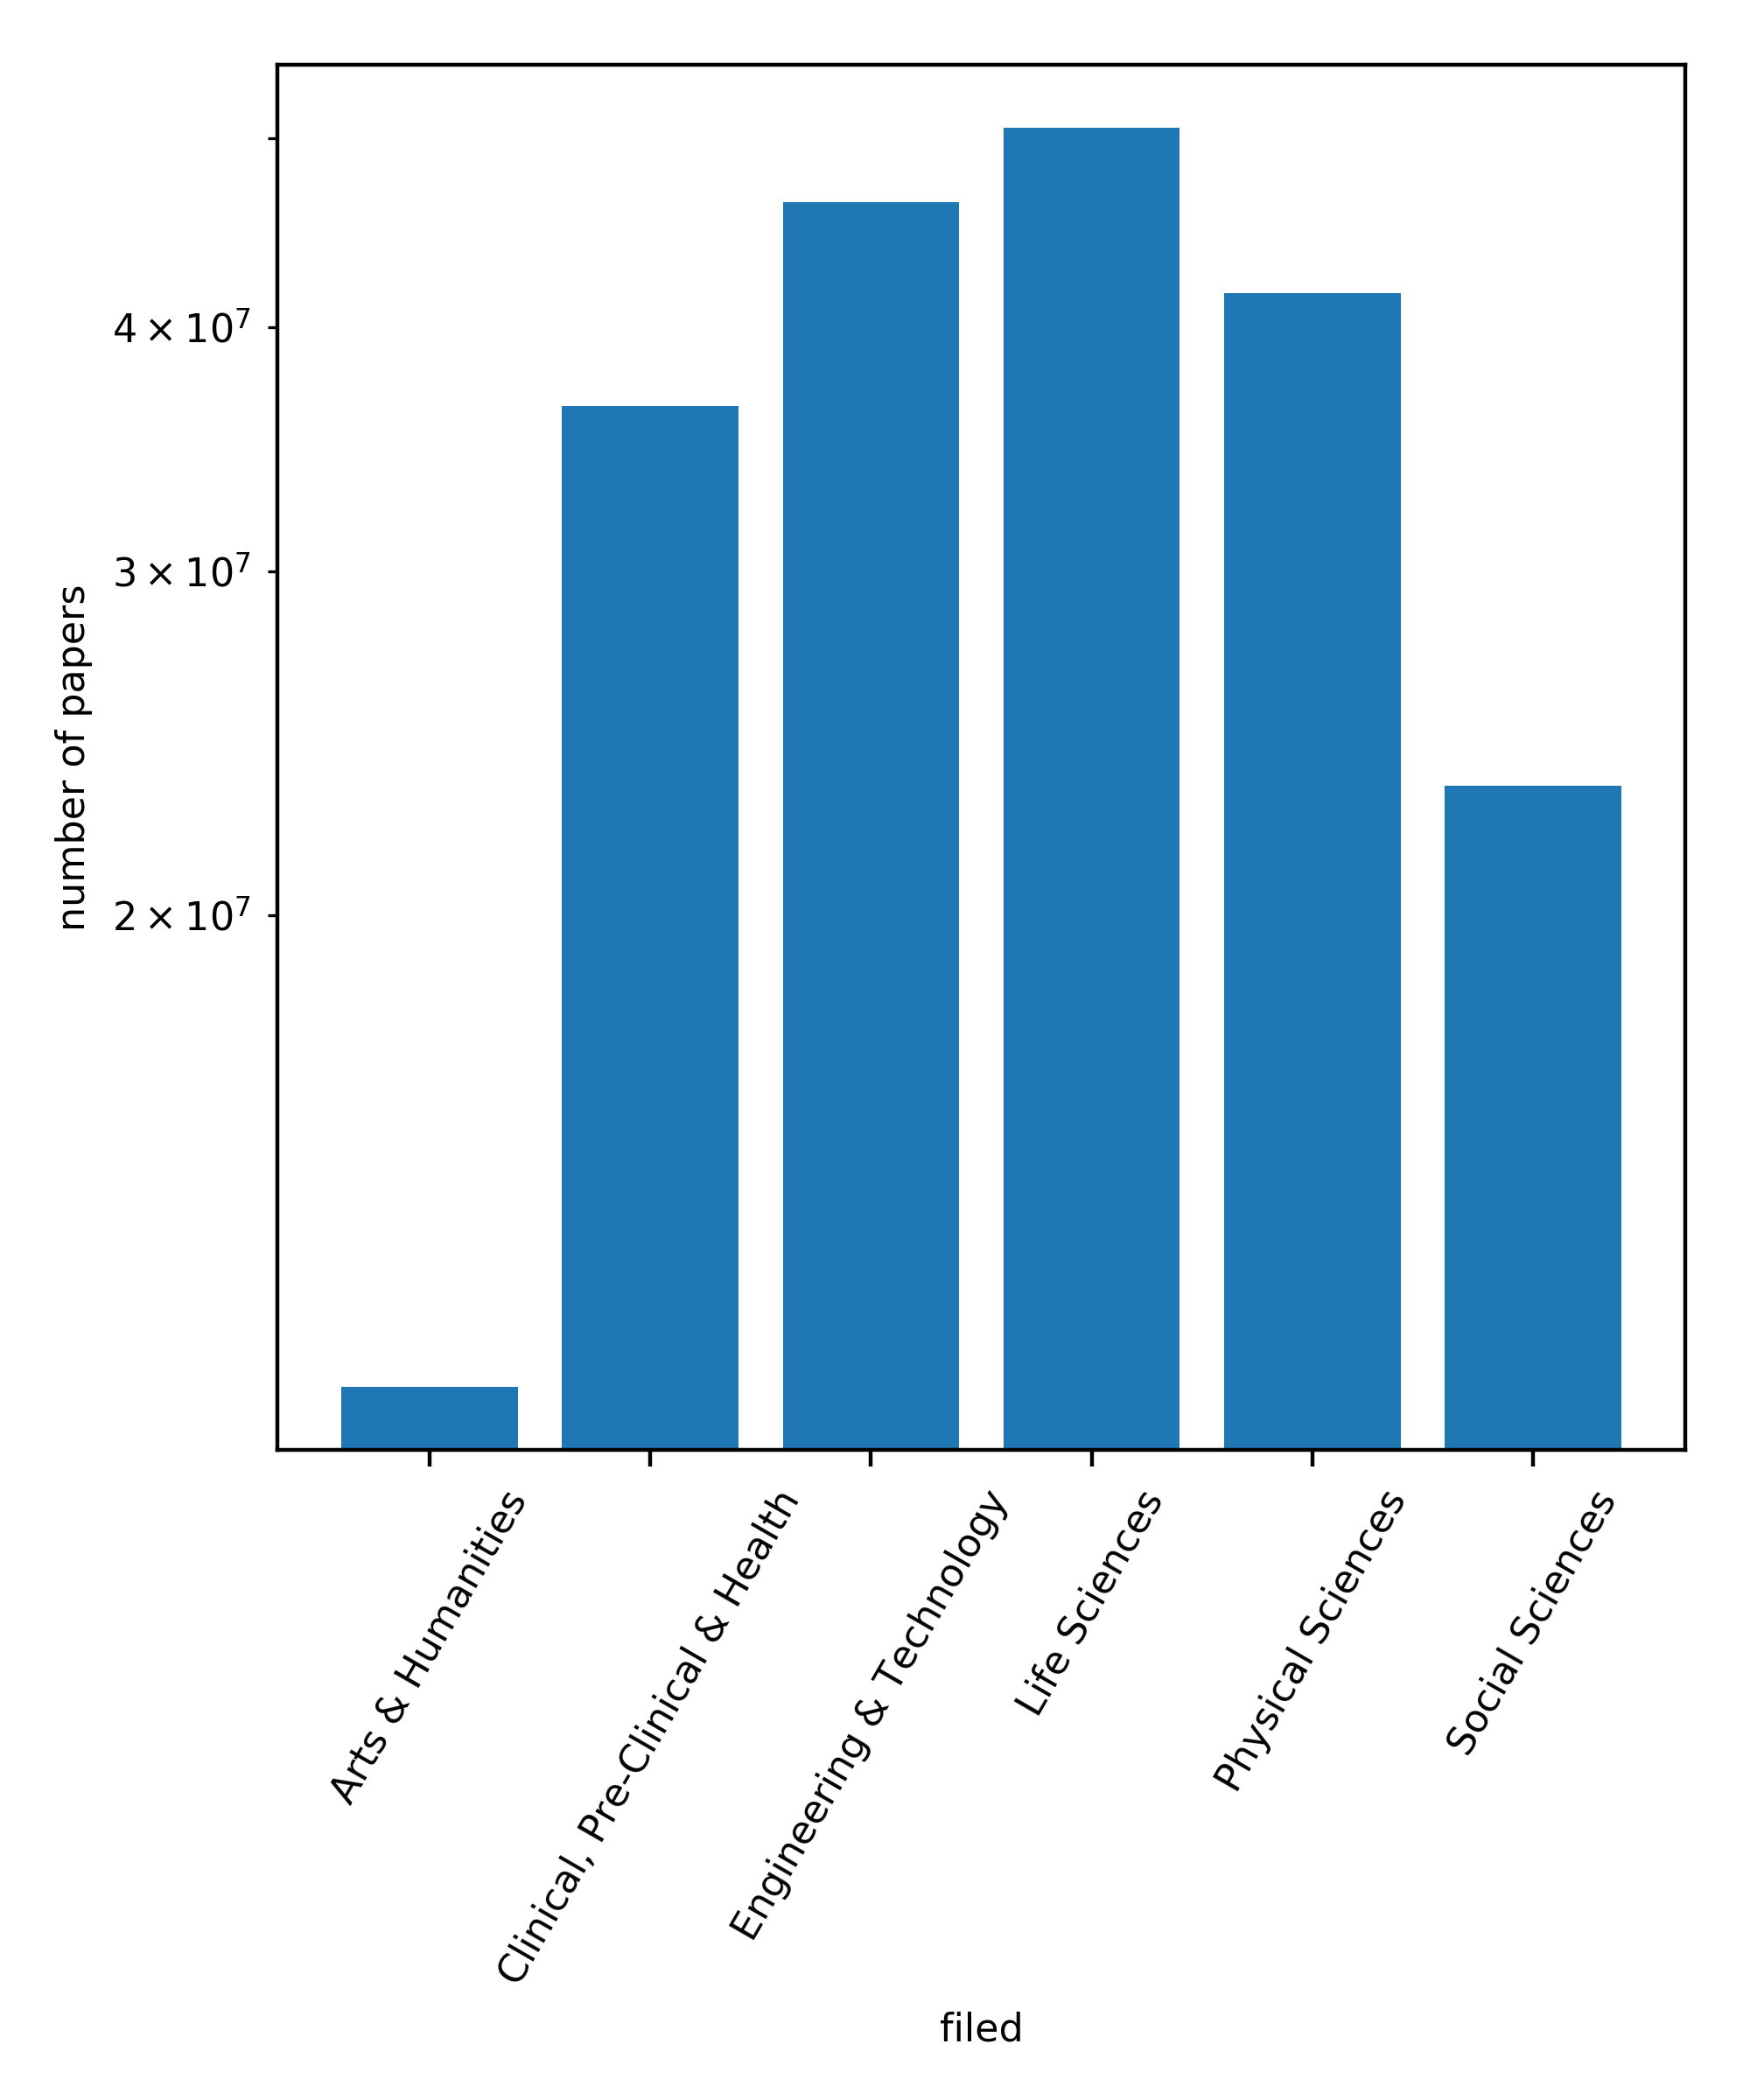 number of papers
4 × 10⁷
3 × 10⁷
2 × 10⁷
Arts & Humanities
Clinical, Pre-Clinical & Health
Engineering & Technology
Life Sciences
Physical Sciences
Social Sciences
filed